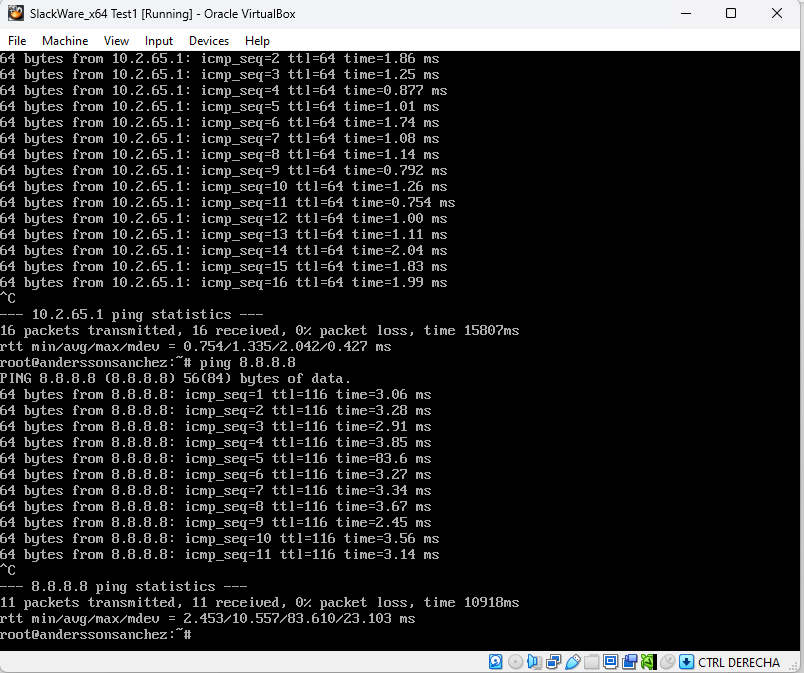 SlackWare_x64 Test1 [Running] - Oracle VirtualBox
File Machine View Input Devices Help
64 bytes from 10.2.65.1: icmp_seq=2 ttl=64 time=1.86 ms
64 bytes from 10.2.65.1: icmp_seq=3 ttl=64 time=1.25 ms
64 bytes from 10.2.65.1: icmp_seq=4 ttl=64 time=0.877 ms
64 bytes from 10.2.65.1: icmp_seq=5 ttl=64 time=1.01 ms
64 bytes from 10.2.65.1: icmp_seq=6 ttl=64 time=1.74 ms
64 bytes from 10.2.65.1: icmp_seq=7 ttl=64 time=1.08 ms
64 bytes from 10.2.65.1: icmp_seq=8 ttl=64 time=1.14 ms
64 bytes from 10.2.65.1: icmp_seq=9 ttl=64 time=0.792 ms
64 bytes from 10.2.65.1: icmp_seq=10 ttl=64 time=1.26 ms
64 bytes from 10.2.65.1: icmp_seq=11 ttl=64 time=0.754 ms
64 bytes from 10.2.65.1: icmp_seq=12 ttl=64 time=1.00 ms
64 bytes from 10.2.65.1: icmp_seq=13 ttl=64 time=1.11 ms
64 bytes from 10.2.65.1: icmp_seq=14 ttl=64 time=2.04 ms
64 bytes from 10.2.65.1: icmp_seq=15 ttl=64 time=1.83 ms
64 bytes from 10.2.65.1: icmp_seq=16 ttl=64 time=1.99 ms
^C
--- 10.2.65.1 ping statistics ---
16 packets transmitted, 16 received, 0% packet loss, time 15807ms
rtt min/avg/max/mdev = 0.754/1.335/2.042/0.427 ms
root@anderssonsanchez:~# ping 8.8.8.8
PING 8.8.8.8 (8.8.8.8) 56(84) bytes of data.
64 bytes from 8.8.8.8: icmp_seq=1 ttl=116 time=3.06 ms
64 bytes from 8.8.8.8: icmp_seq=2 ttl=116 time=3.28 ms
64 bytes from 8.8.8.8: icmp_seq=3 ttl=116 time=2.91 ms
64 bytes from 8.8.8.8: icmp_seq=4 ttl=116 time=3.85 ms
64 bytes from 8.8.8.8: icmp_seq=5 ttl=116 time=83.6 ms
64 bytes from 8.8.8.8: icmp_seq=6 ttl=116 time=3.27 ms
64 bytes from 8.8.8.8: icmp_seq=7 ttl=116 time=3.34 ms
64 bytes from 8.8.8.8: icmp_seq=8 ttl=116 time=3.67 ms
64 bytes from 8.8.8.8: icmp_seq=9 ttl=116 time=2.45 ms
64 bytes from 8.8.8.8: icmp_seq=10 ttl=116 time=3.56 ms
64 bytes from 8.8.8.8: icmp_seq=11 ttl=116 time=3.14 ms
^C
--- 8.8.8.8 ping statistics ---
11 packets transmitted, 11 received, 0% packet loss, time 10918ms
rtt min/avg/max/mdev = 2.453/10.557/83.610/23.103 ms
root@anderssonsanchez:~#
CTRL DERECHA